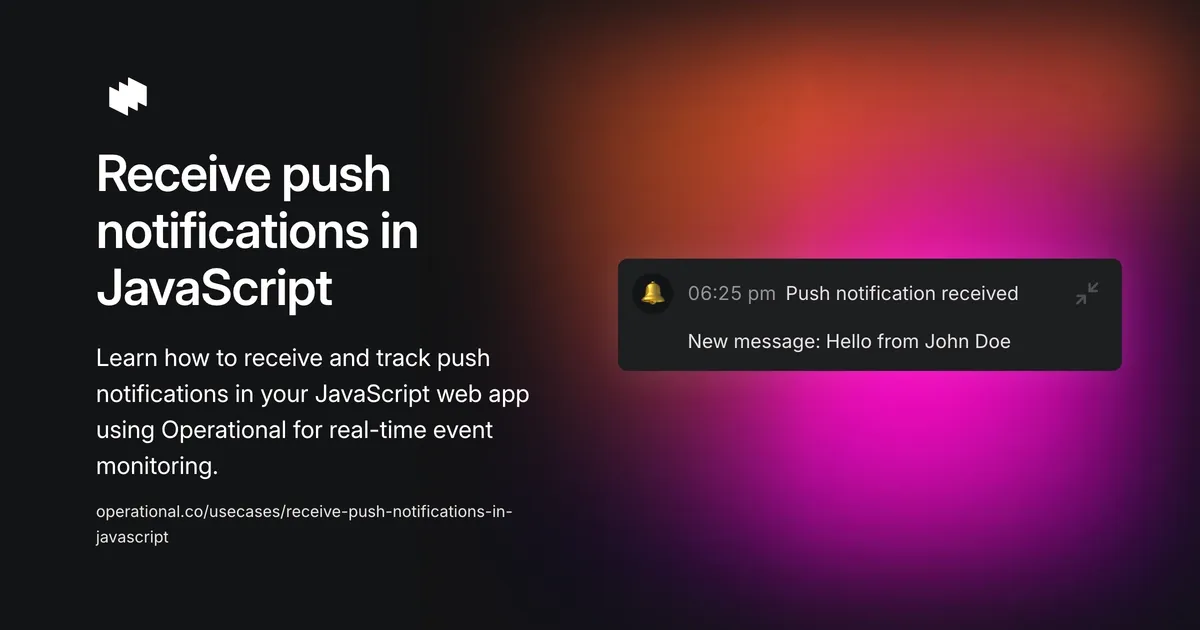 Receive push
notifications in
JavaScript
Learn how to receive and track push
notifications in your JavaScript web app
using Operational for real-time event
monitoring.
operational.co/usecases/receive-push-notifications-in-
javascript
06:25 pm Push notification received
New message: Hello from John Doe